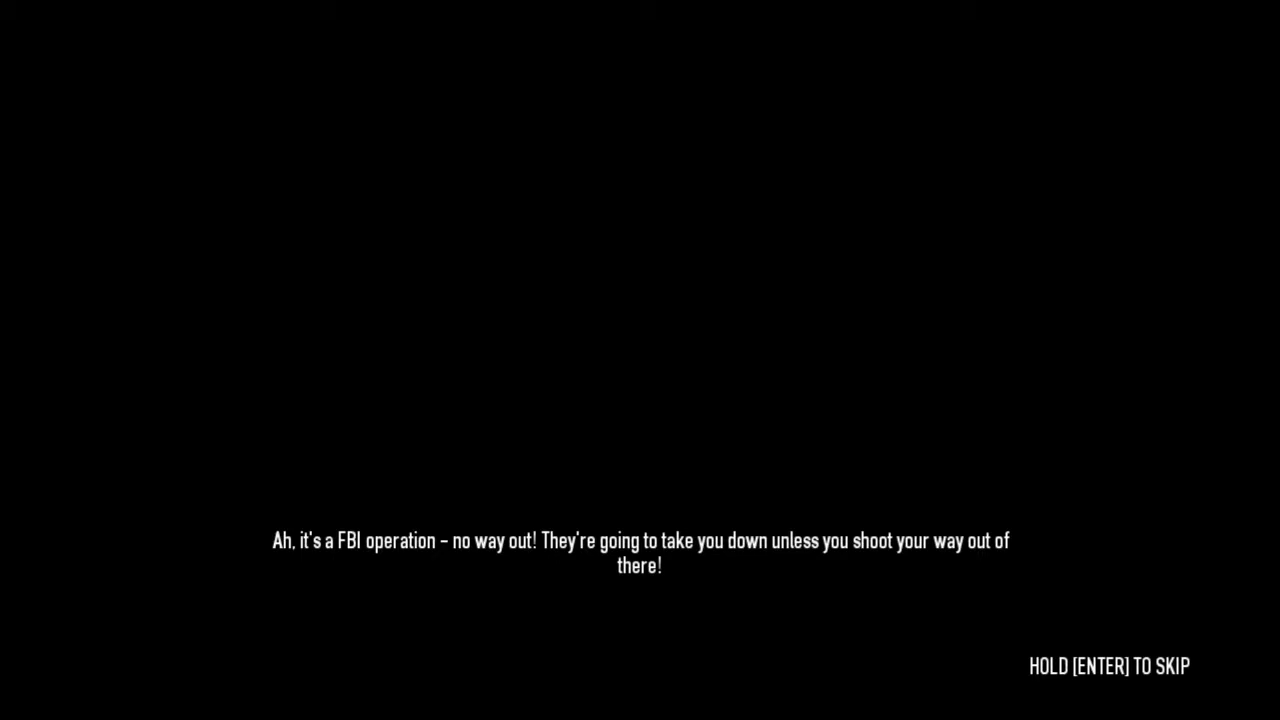 Ah, it's a FBI operation - no way out! They're going to take you down unless you shoot your way out of
there!
HOLD [ENTER] TO SKIP